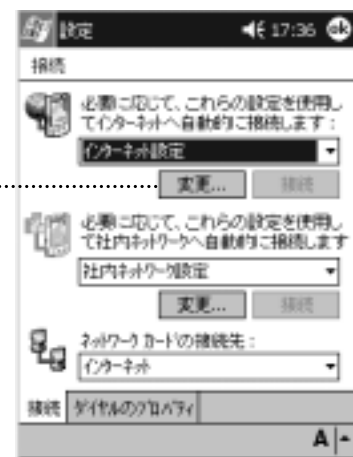 設定 17:36 ok
接続
必要に応じて、これらの設定を使用し
てインターネットへ自動的に接続します:
インターネット設定
変更... 接続
必要に応じて、これらの設定を使用し
て社内ネットワークへ自動的に接続します
社内ネットワーク設定
変更... 接続
ネットワーク カードの接続先:
インターネット
接続 ダイヤルのプロパティ
A